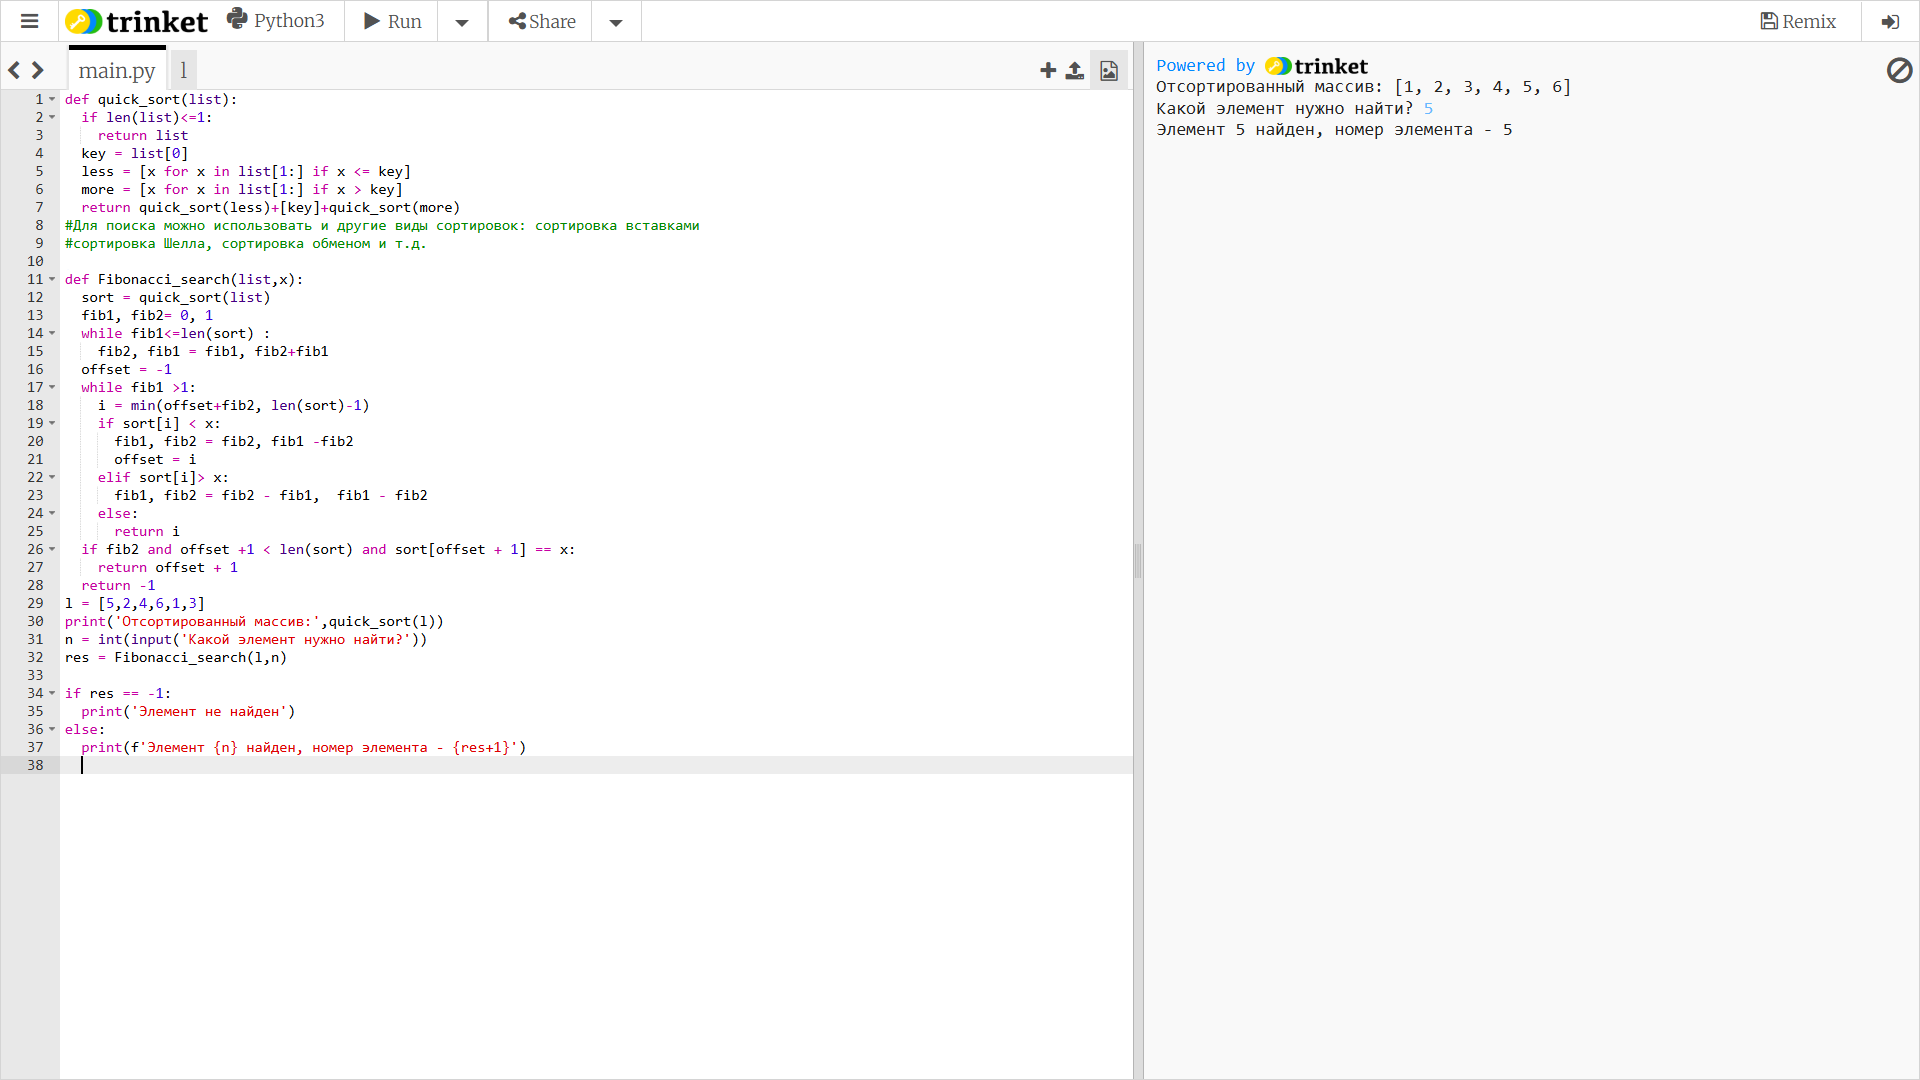 trinket Python3 Run Share Remix
main.py l
1 def quick_sort(list):
2 if len(list)<=1:
3 return list
4 key = list[0]
5 less = [x for x in list[1:] if x <= key]
6 more = [x for x in list[1:] if x > key]
7 return quick_sort(less)+[key]+quick_sort(more)
8 #Для поиска можно использовать и другие виды сортировок: сортировка вставками
9 #сортировка Шелла, сортировка обменом и т.д.
10
11 def Fibonacci_search(list,x):
12 sort = quick_sort(list)
13 fib1, fib2= 0, 1
14 while fib1<=len(sort) :
15 fib2, fib1 = fib1, fib2+fib1
16 offset = -1
17 while fib1 >1:
18 i = min(offset+fib2, len(sort)-1)
19 if sort[i] < x:
20 fib1, fib2 = fib2, fib1 -fib2
21 offset = i
22 elif sort[i]> x:
23 fib1, fib2 = fib2 - fib1,  fib1 - fib2
24 else:
25 return i
26 if fib2 and offset +1 < len(sort) and sort[offset + 1] == x:
27 return offset + 1
28 return -1
29 l = [5,2,4,6,1,3]
30 print('Отсортированный массив:',quick_sort(l))
31 n = int(input('Какой элемент нужно найти?'))
32 res = Fibonacci_search(l,n)
33
34 if res == -1:
35 print('Элемент не найден')
36 else:
37 print(f'Элемент {n} найден, номер элемента - {res+1}')
38
Powered by trinket
Отсортированный массив: [1, 2, 3, 4, 5, 6]
Какой элемент нужно найти? 5
Элемент 5 найден, номер элемента - 5